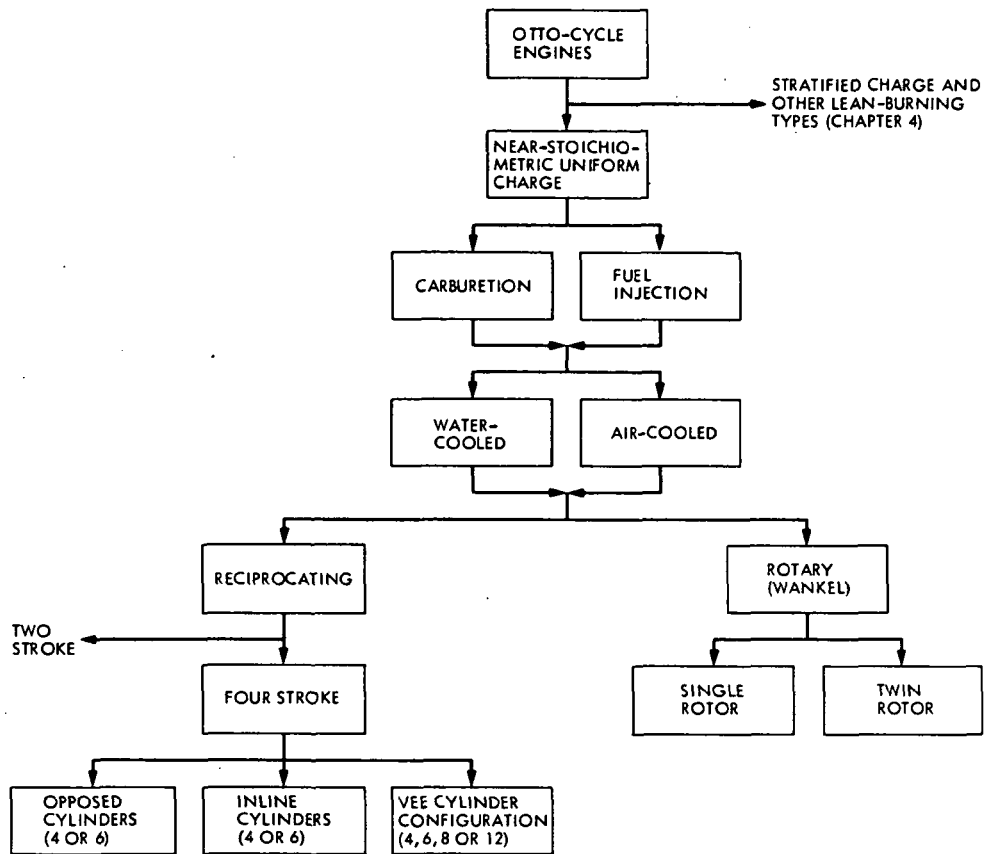 OTTO-CYCLE
ENGINES
STRATIFIED CHARGE AND
OTHER LEAN-BURNING
TYPES (CHAPTER 4)
NEAR-STOICHIO-
METRIC UNIFORM
CHARGE
CARBURETION
FUEL
INJECTION
WATER-
COOLED
AIR-COOLED
RECIPROCATING
ROTARY
(WANKEL)
TWO
STROKE
FOUR STROKE
SINGLE
ROTOR
TWIN
ROTOR
OPPOSED
CYLINDERS
(4 OR 6)
INLINE
CYLINDERS
(4 OR 6)
VEE CYLINDER
CONFIGURATION
(4, 6, 8 OR 12)